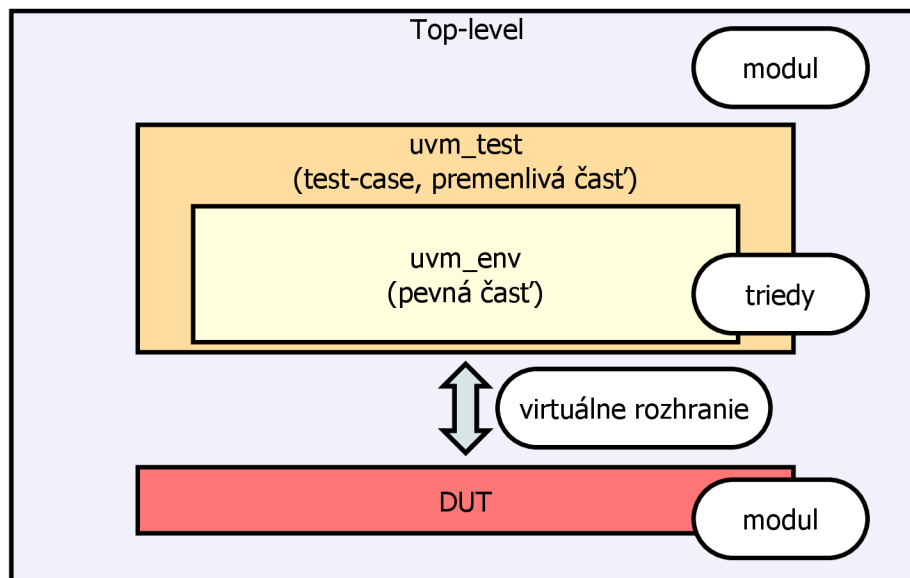 Top-level
modul
uvm_test
(test-case, premenlivá časť)
uvm_env
(pevná časť)
triedy
virtuálne rozhranie
DUT
modul